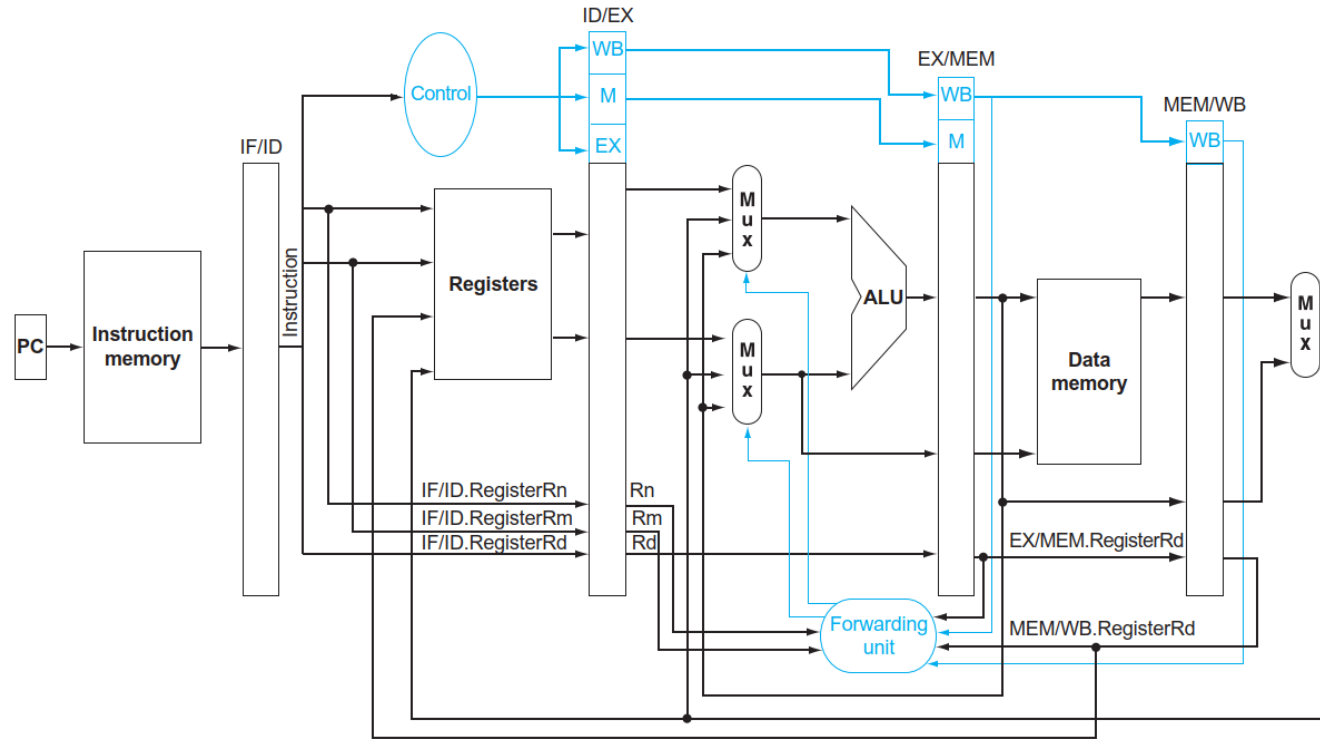 ID/EX
WB
EX/MEM
Control
M
WB
MEM/WB
IF/ID
EX
M
WB
M
u
x
Instruction
Registers
ALU
M
u
x
PC
Instruction
memory
M
u
x
Data
memory
IF/ID.RegisterRn
Rn
IF/ID.RegisterRm
Rm
IF/ID.RegisterRd
Rd
EX/MEM.RegisterRd
Forwarding
unit
MEM/WB.RegisterRd